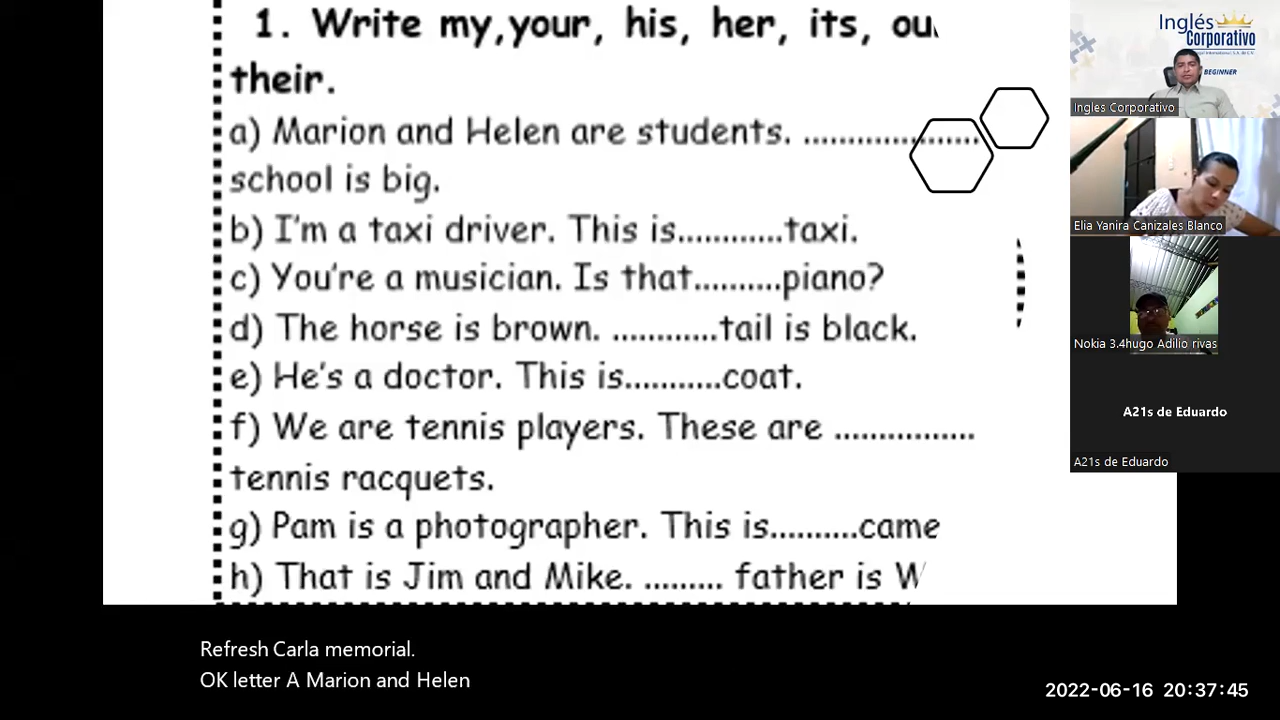 1. Write my,your, his, her, its, ou
their.
a) Marion and Helen are students. ......................
school is big.
b) I'm a taxi driver. This is............taxi.
c) You're a musician. Is that..........piano?
d) The horse is brown. ............tail is black.
e) He's a doctor. This is...........coat.
f) We are tennis players. These are ................
tennis racquets.
g) Pam is a photographer. This is..........came
h) That is Jim and Mike. ......... father is W
Refresh Carla memorial.
OK letter A Marion and Helen
Inglés
Corporativo
BEGINNER
Ingles Corporativo
Elia Yanira Canizales Blanco
Nokia 3.4hugo Adilio rivas
A21s de Eduardo
A21s de Eduardo
2022-06-16 20:37:45